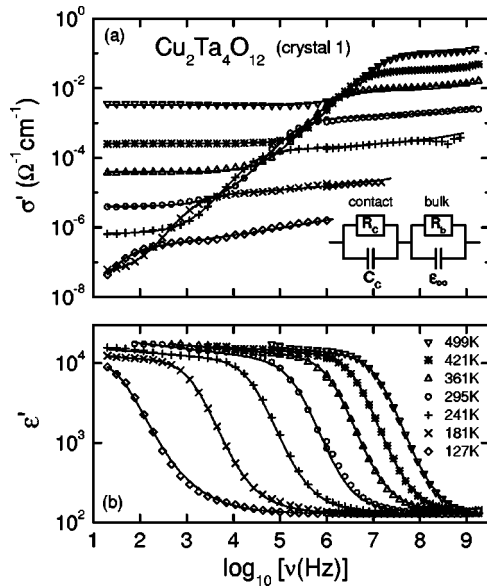 (a) Cu₂Ta₄O₁₂ (crystal 1)
10⁰
10⁻²
10⁻⁴
10⁻⁶
10⁻⁸
σ' (Ω⁻¹cm⁻¹)
contact bulk
R_c R_b
C_c ε_∞
10⁴
10³
10²
ε'
499K
421K
361K
295K
241K
181K
127K
(b)
1 2 3 4 5 6 7 8 9
log₁₀ [ν(Hz)]